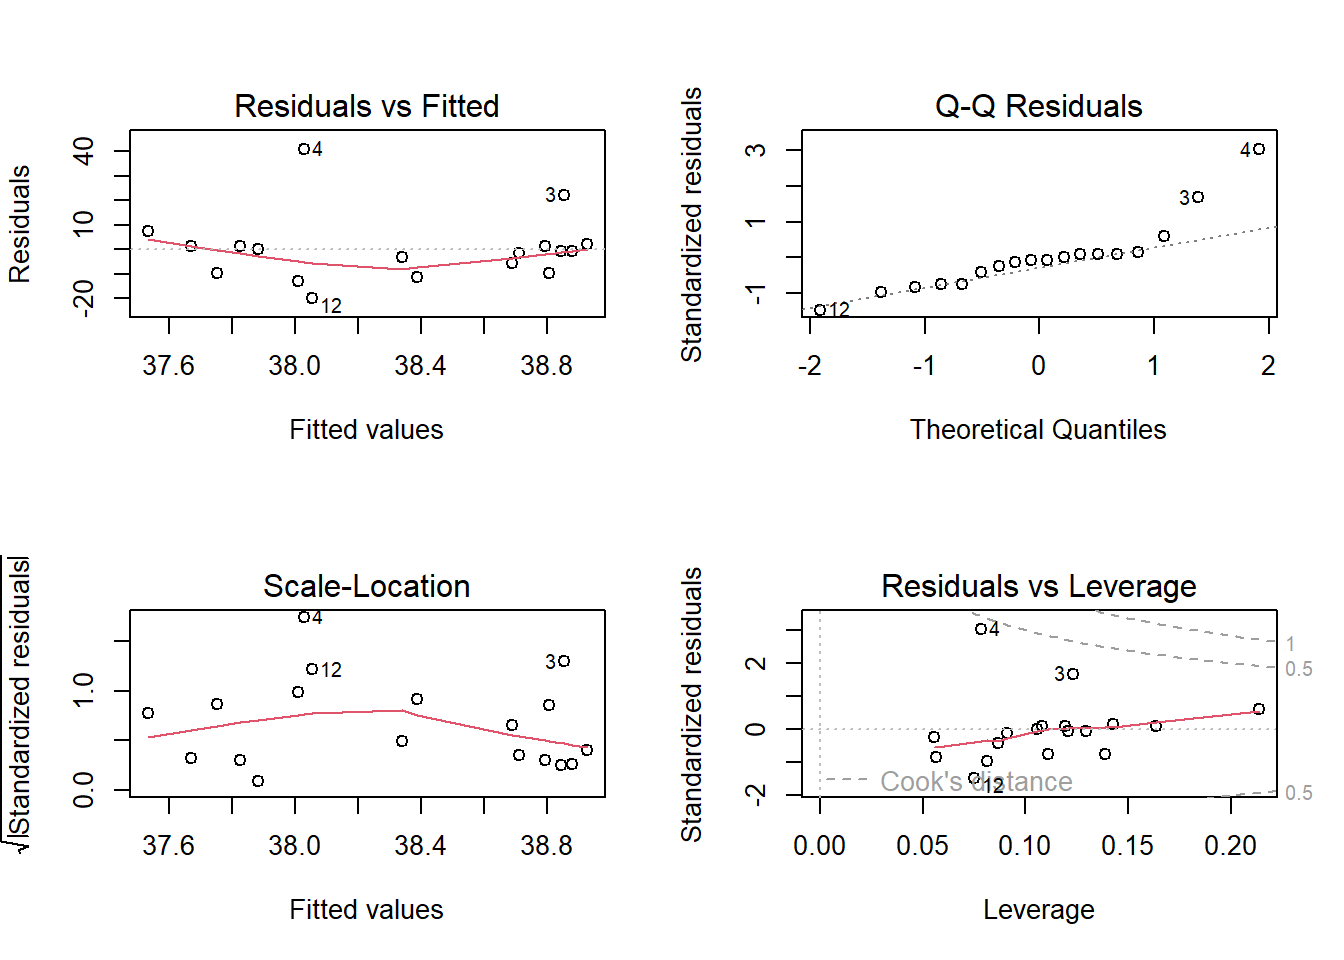 Residuals vs Fitted
Residuals
40
10
-20
4
3
12
37.6 38.0 38.4 38.8
Fitted values
Q-Q Residuals
Standardized residuals
3
1
-1
4
3
12
-2 -1 0 1 2
Theoretical Quantiles
Scale-Location
√|Standardized residuals|
1.0
0.0
4
12
3
37.6 38.0 38.4 38.8
Fitted values
Residuals vs Leverage
Standardized residuals
2
0
-2
4
3
12
Cook's distance
1
0.5
0.5
0.00 0.05 0.10 0.15 0.20
Leverage